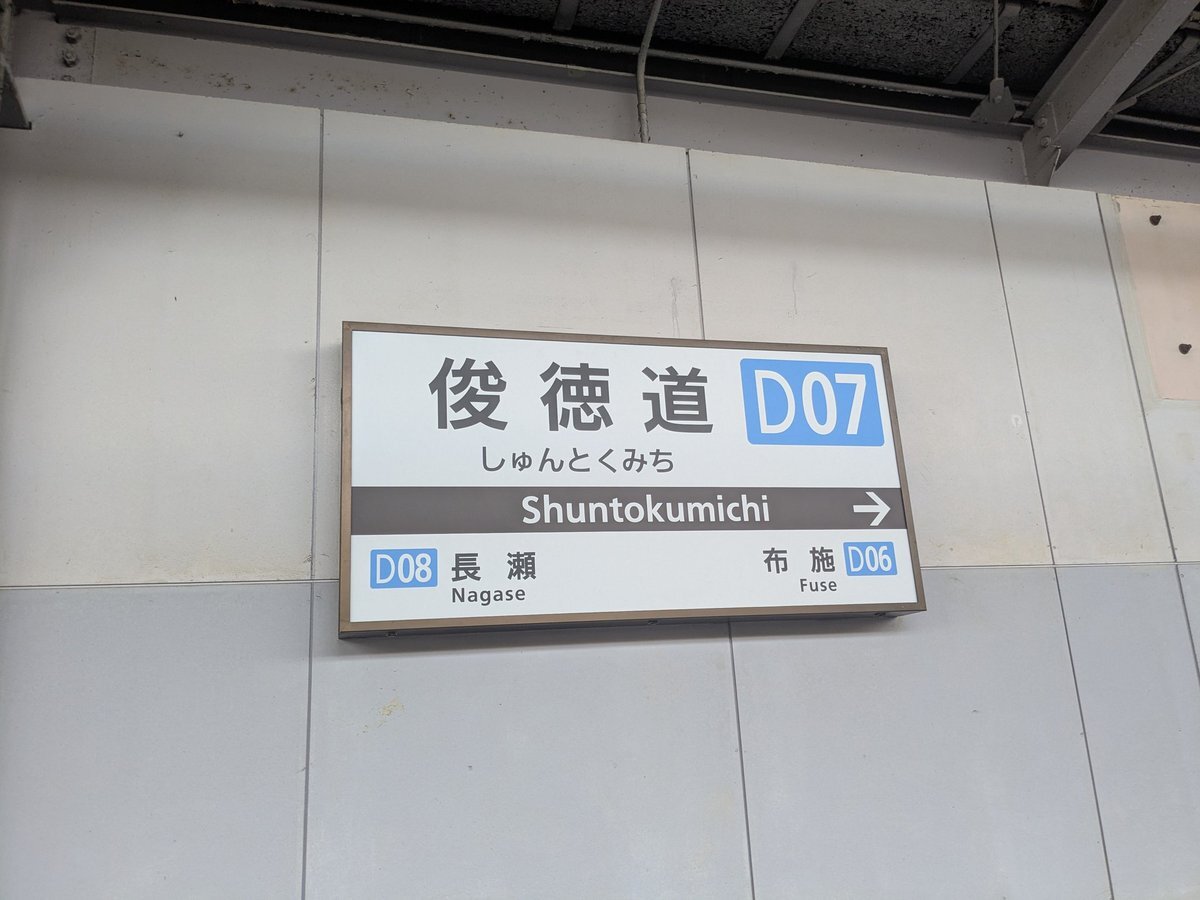 俊徳道 D07
しゅんとくみち
Shuntokumichi →
D08 長瀬 布施 D06
Nagase Fuse